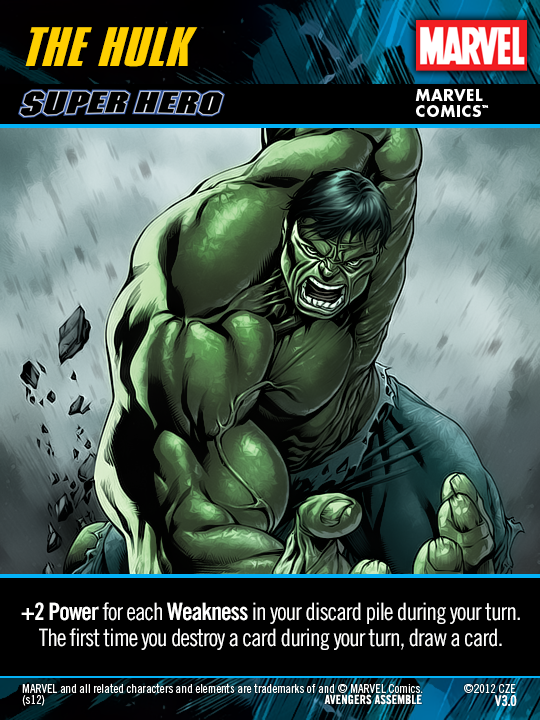 THE HULK
MARVEL
SUPER HERO
MARVEL
COMICS™
+2 Power for each Weakness in your discard pile during your turn.
The first time you destroy a card during your turn, draw a card.
MARVEL and all related characters and elements are trademarks of and © MARVEL Comics.
(s12)
AVENGERS ASSEMBLE
©2012 CZE
V3.0